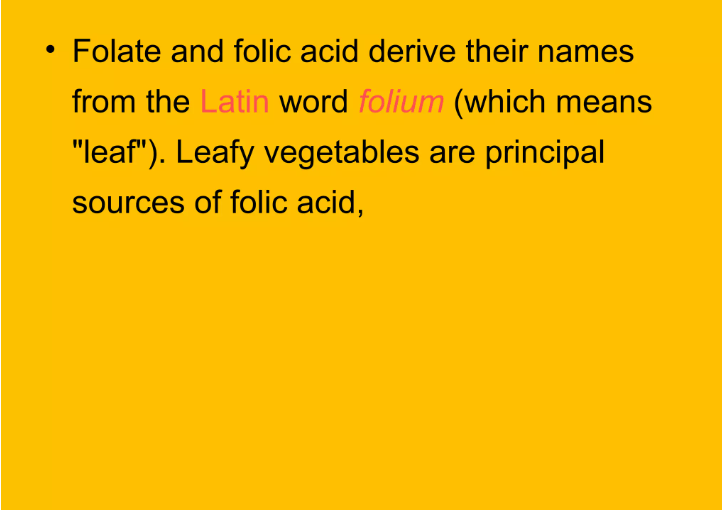 • Folate and folic acid derive their names
from the Latin word folium (which means
"leaf"). Leafy vegetables are principal
sources of folic acid,